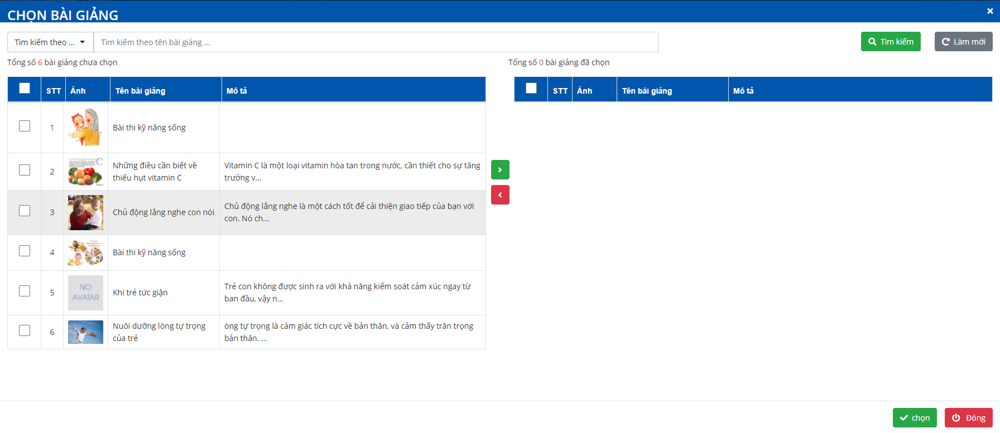 CHỌN BÀI GIẢNG
Tìm kiếm theo ...
Tìm kiếm theo tên bài giảng ...
Tìm kiếm
Làm mới
Tổng số 6 bài giảng chưa chọn
Tổng số 0 bài giảng đã chọn
STT Ảnh Tên bài giảng Mô tả
STT Ảnh Tên bài giảng Mô tả
1 Bài thi kỹ năng sống
2
Những điều cần biết về
thiếu hụt vitamin C
Vitamin C là một loại vitamin hòa tan trong nước, cần thiết cho sự tăng
trưởng v...
3 Chủ động lắng nghe con nói
Chủ động lắng nghe là một cách tốt để cải thiện giao tiếp của bạn với
con. Nó ch...
4 Bài thi kỹ năng sống
5
NO
AVATAR
Khi trẻ tức giận
Trẻ con không được sinh ra với khả năng kiểm soát cảm xúc ngay từ
ban đầu, vậy n...
6
Nuôi dưỡng lòng tự trọng
của trẻ
òng tự trọng là cảm giác tích cực về bản thân, và cảm thấy trân trọng
bản thân. ...
chọn
Đóng